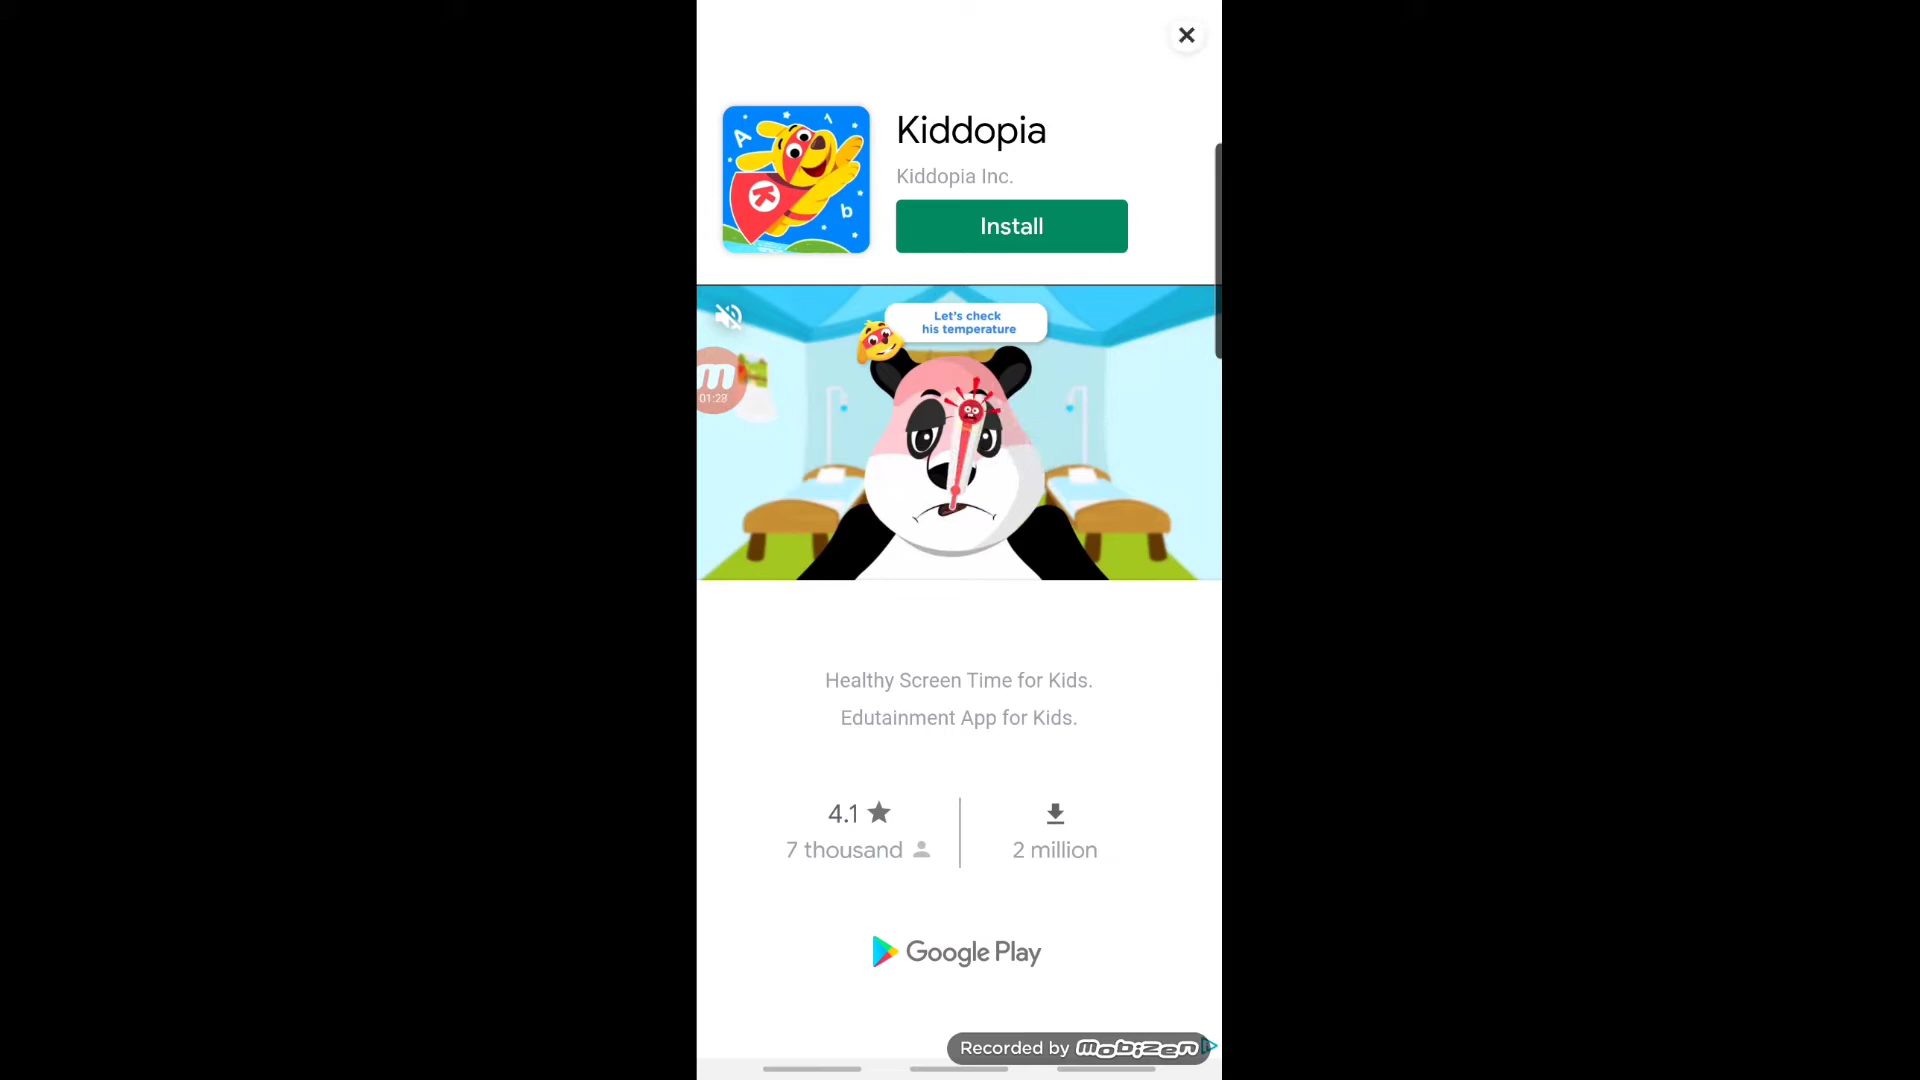 Kiddopia
Kiddopia Inc.
Install
A
1
b
K
Let's check
his temperature
m
01:28
Healthy Screen Time for Kids.
Edutainment App for Kids.
4.1
7 thousand
2 million
Google Play
Recorded by mobizen